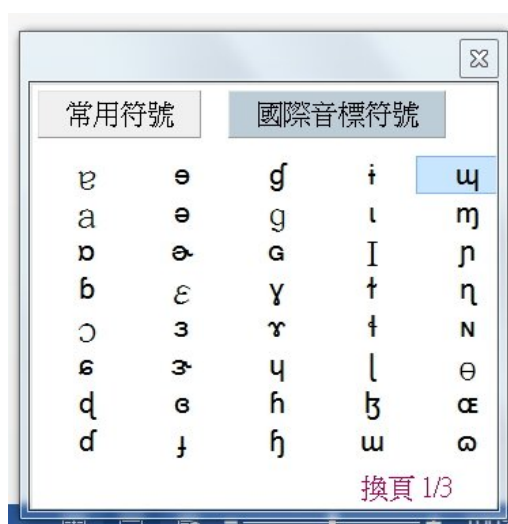 常用符號 國際音標符號
ɐ ɘ ɠ ɨ ɰ
a ə ɡ ɩ ɱ
ɒ ɚ ɢ I ɲ
ɓ ɛ ɣ ɫ ɳ
ɔ ɜ ɤ ɬ ɴ
ɕ ɝ ɥ ɭ ɵ
ɖ ɞ ɦ ɮ ɶ
ɗ ɟ ɧ ɯ ɷ
換頁 1/3